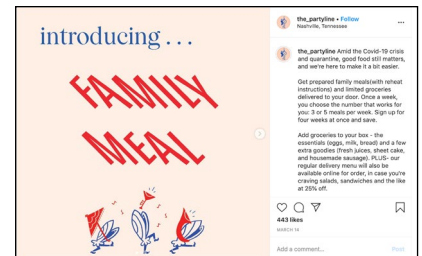 introducing . . .
FAMILY
MEAL
the_partyline • Follow
Nashville, Tennessee
the_partyline Amid the Covid-19 crisis
and quarantine, good food still matters,
and we're here to make it a bit easier.
Get prepared family meals(with reheat
instructions) and limited groceries
delivered to your door. Once a week,
you choose the number that works for
you: 3 or 5 meals per week. Sign up for
four weeks at once and save.
Add groceries to your box - the
essentials (eggs, milk, bread) and a few
extra goodies (fresh juices, sheet cake,
and housemade sausage). PLUS- our
regular delivery menu will also be
available online for order, in case you're
craving salads, sandwiches and the like
at 25% off.
443 likes
MARCH 14
Add a comment...
Post